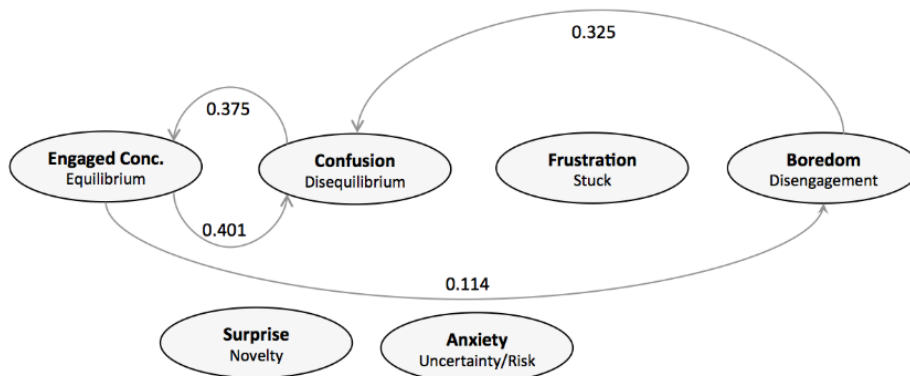 0.325
0.375
Engaged Conc.
Equilibrium
Confusion
Disequilibrium
Frustration
Stuck
Boredom
Disengagement
0.401
0.114
Surprise
Novelty
Anxiety
Uncertainty/Risk